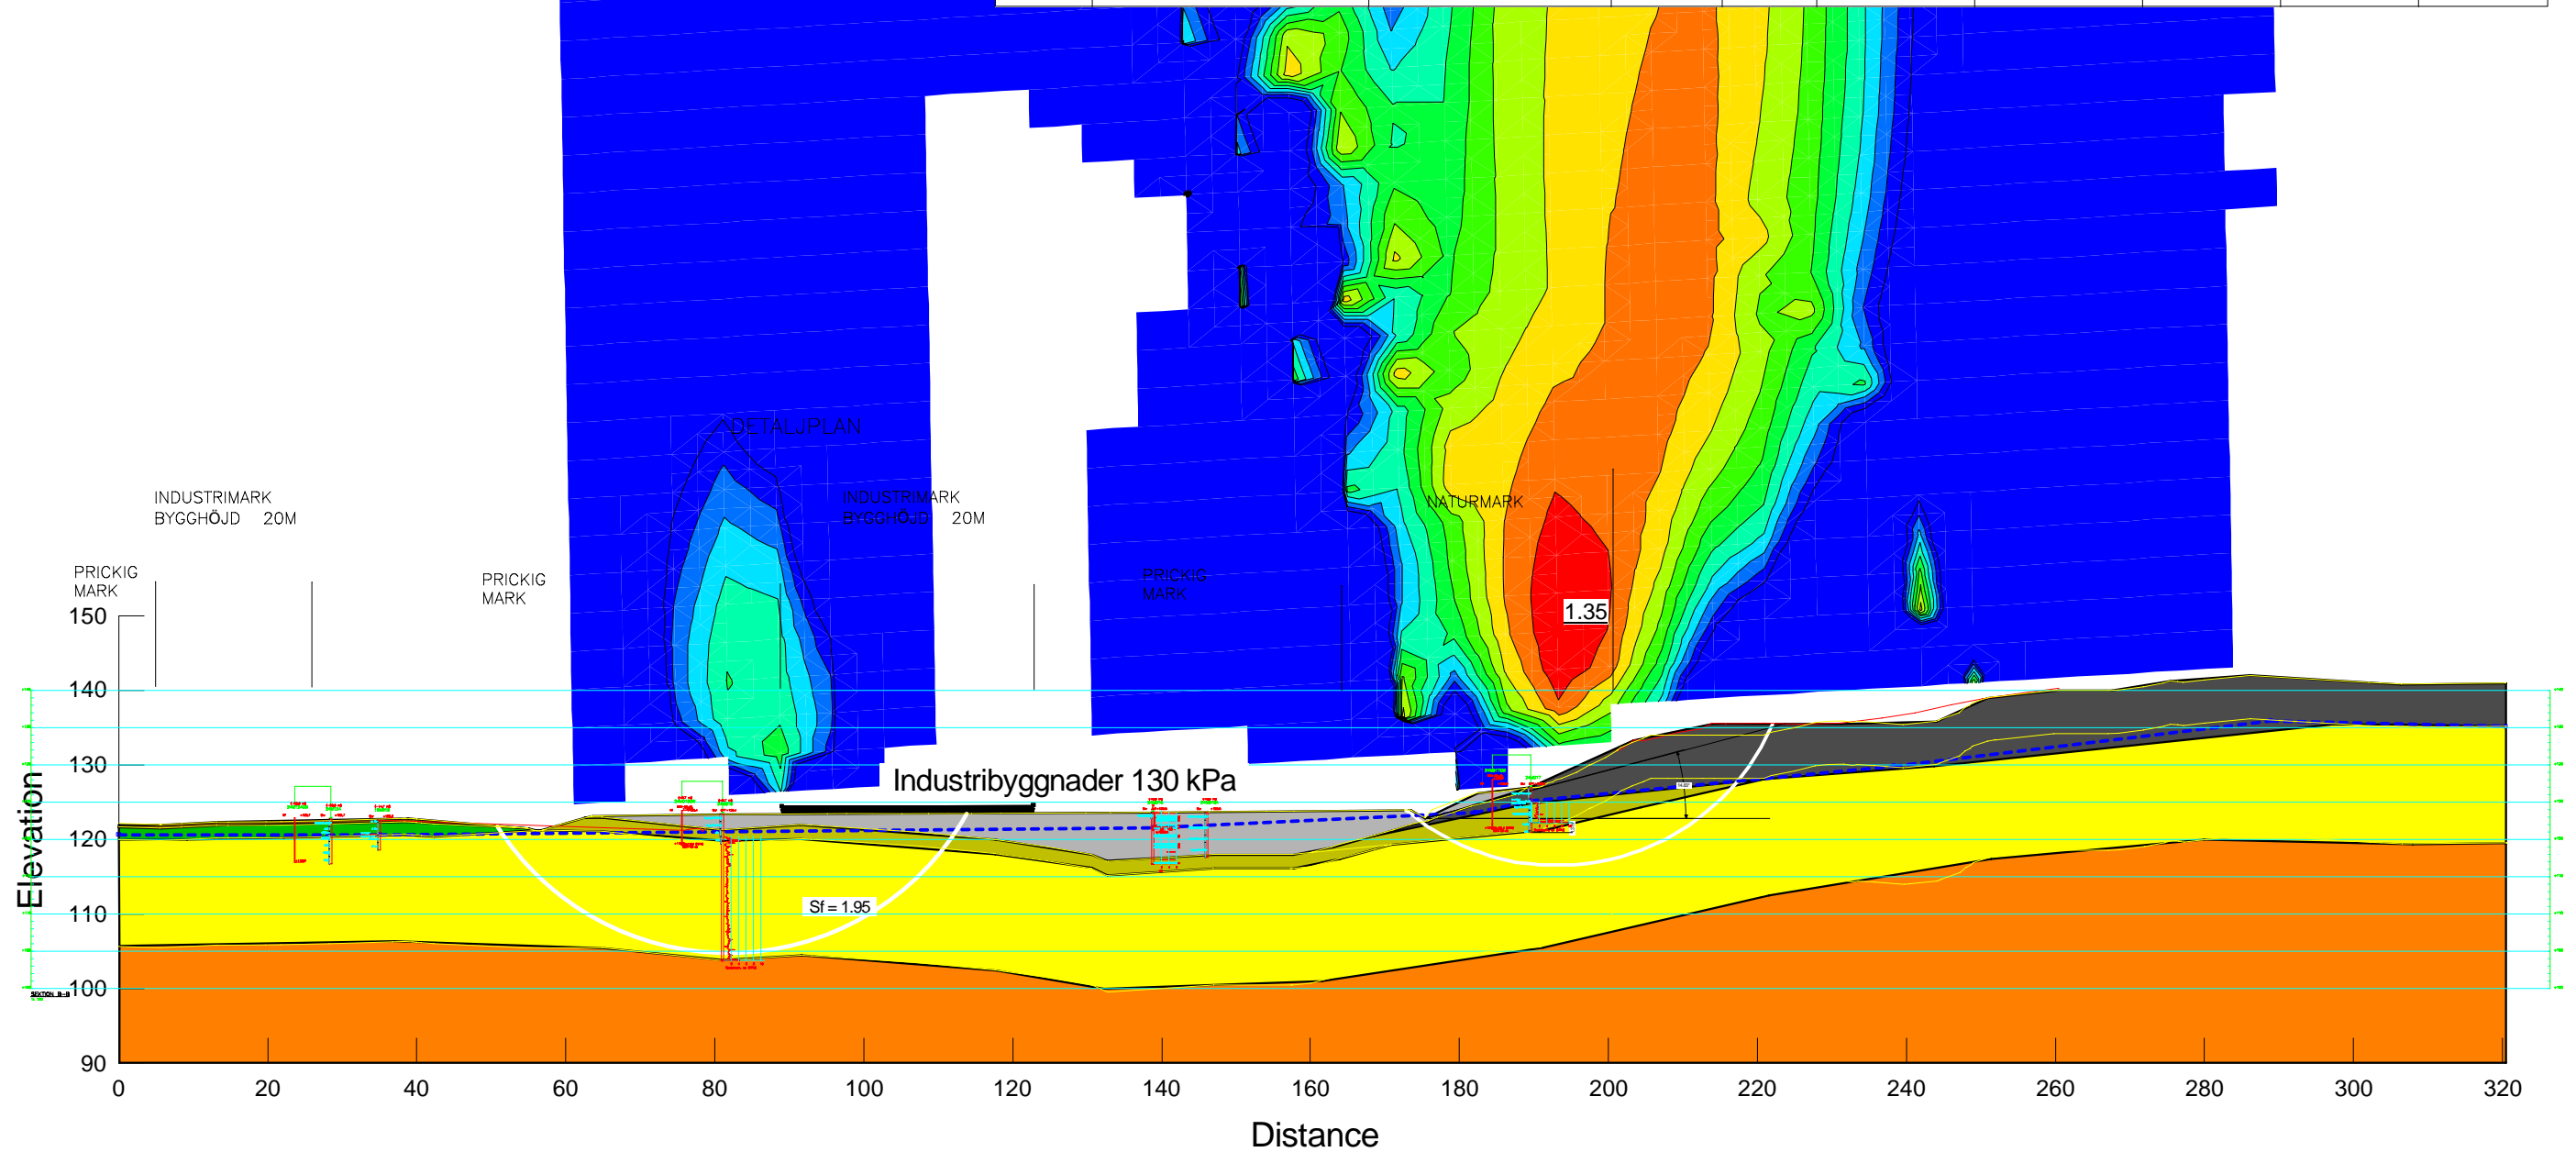 DETALJPLAN
INDUSTRIMARK
BYGGHÖJD 20M
INDUSTRIMARK
BYGGHÖJD 20M
NATURMARK
PRICKIG
MARK
PRICKIG
MARK
PRICKIG
MARK
1.35
150
140
130
120
110
100
90
Elevation
Industribyggnader 130 kPa
Sf = 1.95
SEKTION B-B
0 20 40 60 80 100 120 140 160 180 200 220 240 260 280 300 320
Distance